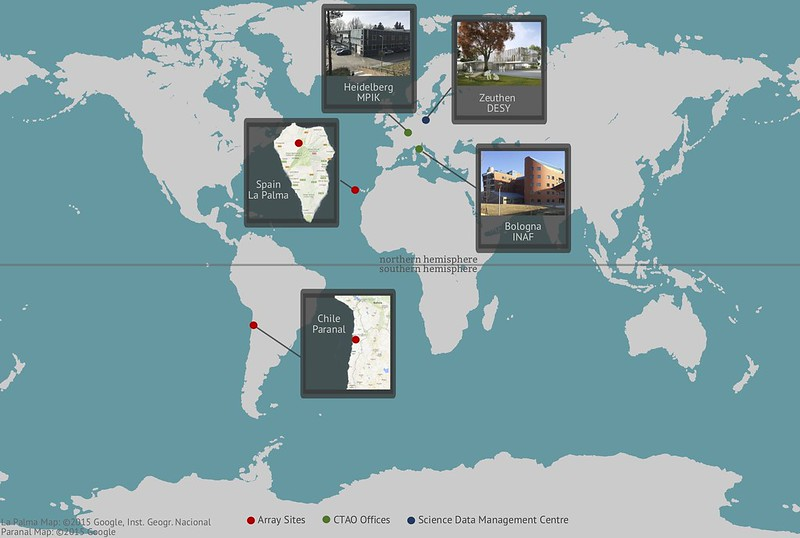 Heidelberg
MPIK
Zeuthen
DESY
Spain
La Palma
Bologna
INAF
northern hemisphere
southern hemisphere
Chile
Paranal
La Palma Map: ©2015 Google, Inst. Geogr. Nacional
Paranal Map: ©2015 Google
Array Sites
CTAO Offices
Science Data Management Centre